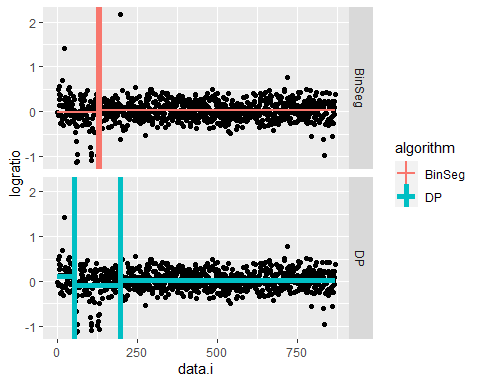 2
1
0
-1
BinSeg
2
1
0
-1
DP
logratio
0
250
500
750
data.i
algorithm
BinSeg
DP